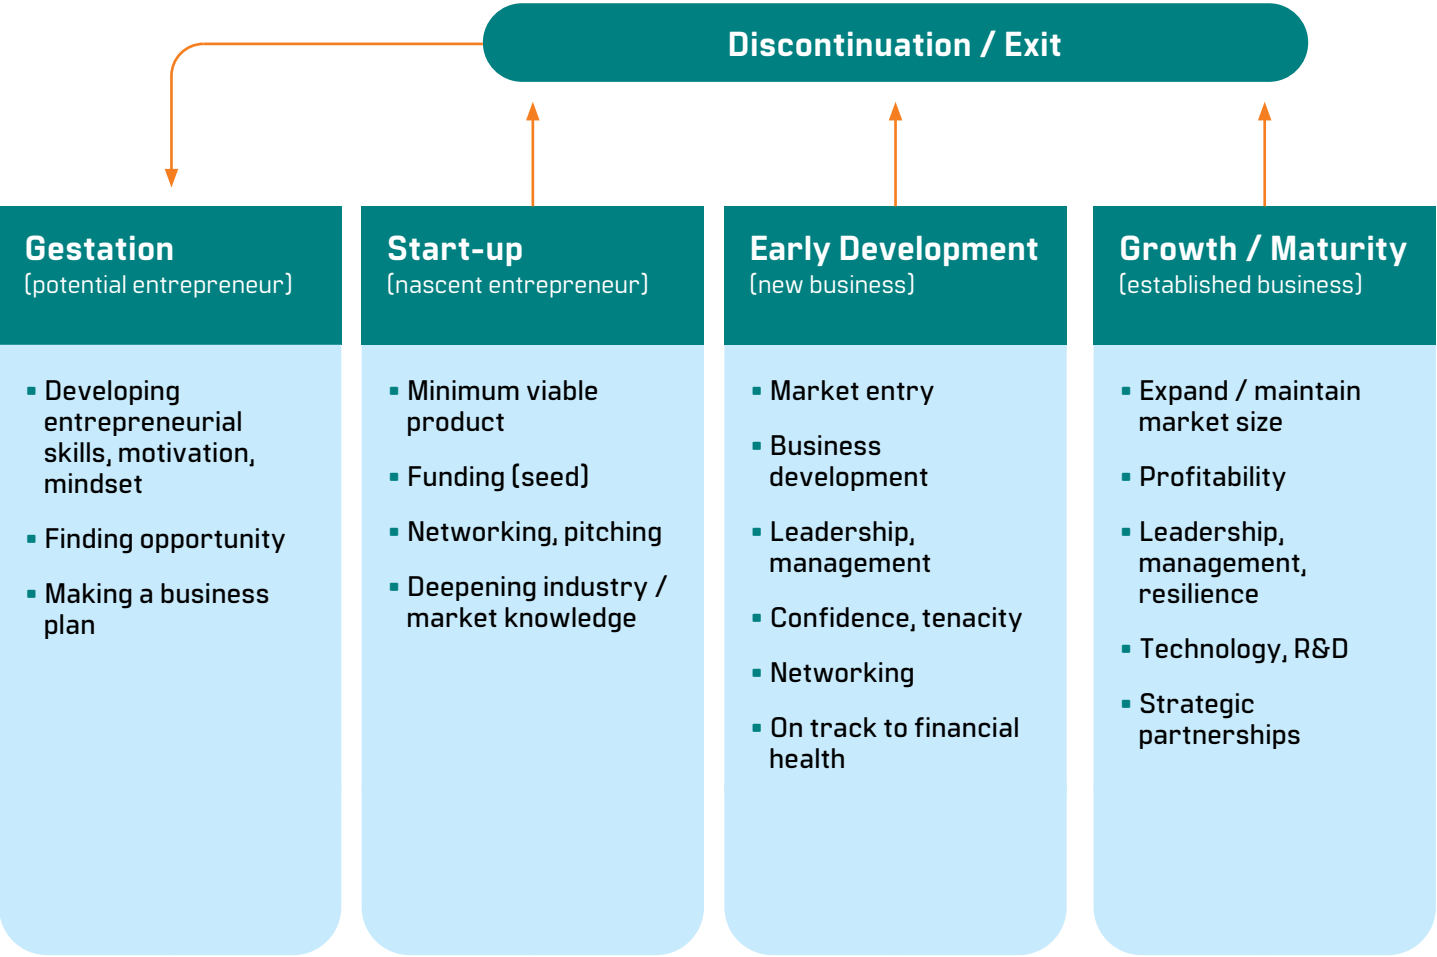 Discontinuation / Exit
Gestation
(potential entrepreneur)
▪ Developing
entrepreneurial
skills, motivation,
mindset
▪ Finding opportunity
▪ Making a business
plan
Start-up
(nascent entrepreneur)
▪ Minimum viable
product
▪ Funding (seed)
▪ Networking, pitching
▪ Deepening industry /
market knowledge
Early Development
(new business)
▪ Market entry
▪ Business
development
▪ Leadership,
management
▪ Confidence, tenacity
▪ Networking
▪ On track to financial
health
Growth / Maturity
(established business)
▪ Expand / maintain
market size
▪ Profitability
▪ Leadership,
management,
resilience
▪ Technology, R&D
▪ Strategic
partnerships